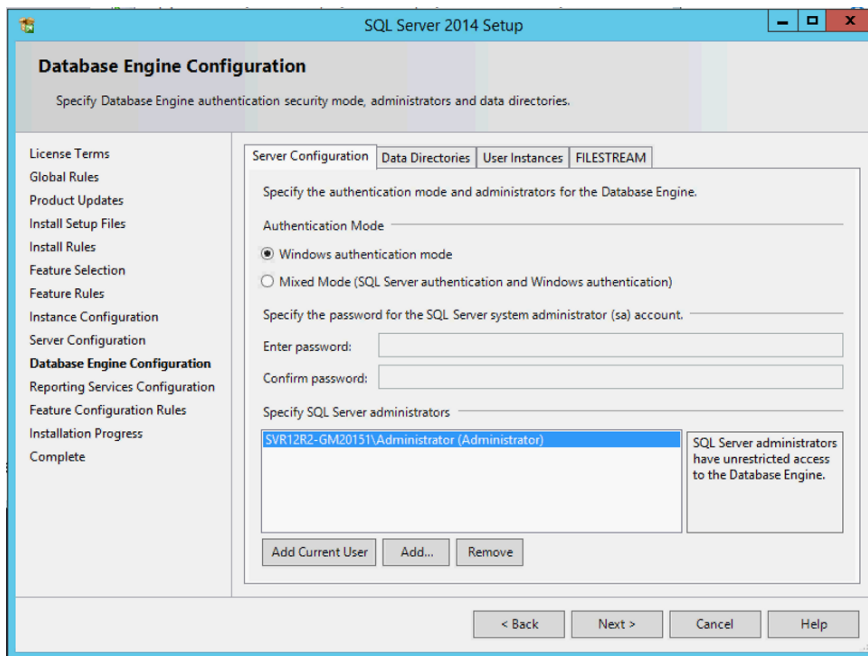 SQL Server 2014 Setup
Database Engine Configuration
Specify Database Engine authentication security mode, administrators and data directories.
License Terms
Global Rules
Product Updates
Install Setup Files
Install Rules
Feature Selection
Feature Rules
Instance Configuration
Server Configuration
Database Engine Configuration
Reporting Services Configuration
Feature Configuration Rules
Installation Progress
Complete
Server Configuration Data Directories User Instances FILESTREAM
Specify the authentication mode and administrators for the Database Engine.
Authentication Mode
Windows authentication mode
Mixed Mode (SQL Server authentication and Windows authentication)
Specify the password for the SQL Server system administrator (sa) account.
Enter password:
Confirm password:
Specify SQL Server administrators
SVR12R2-GM20151\Administrator (Administrator)
SQL Server administrators
have unrestricted access
to the Database Engine.
Add Current User Add... Remove
< Back Next > Cancel Help